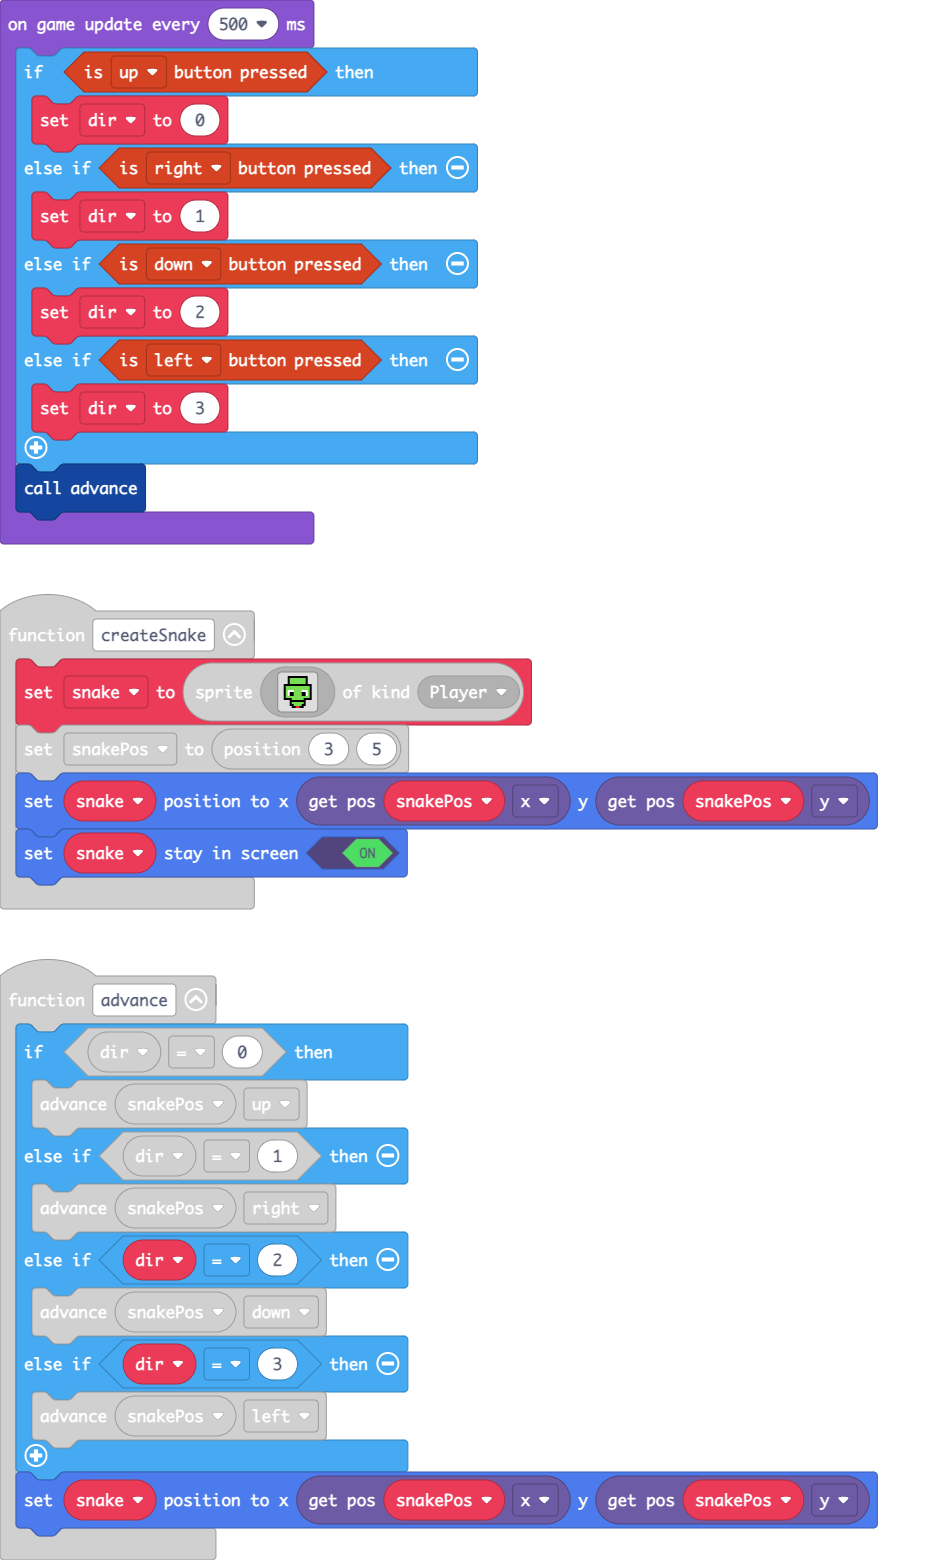 on game update every 500 ms
if is up button pressed then
set dir to 0
else if is right button pressed then
set dir to 1
else if is down button pressed then
set dir to 2
else if is left button pressed then
set dir to 3
call advance
function createSnake
set snake to sprite of kind Player
set snakePos to position 3 5
set snake position to x get pos snakePos x y get pos snakePos y
set snake stay in screen ON
function advance
if dir = 0 then
advance snakePos up
else if dir = 1 then
advance snakePos right
else if dir = 2 then
advance snakePos down
else if dir = 3 then
advance snakePos left
set snake position to x get pos snakePos x y get pos snakePos y